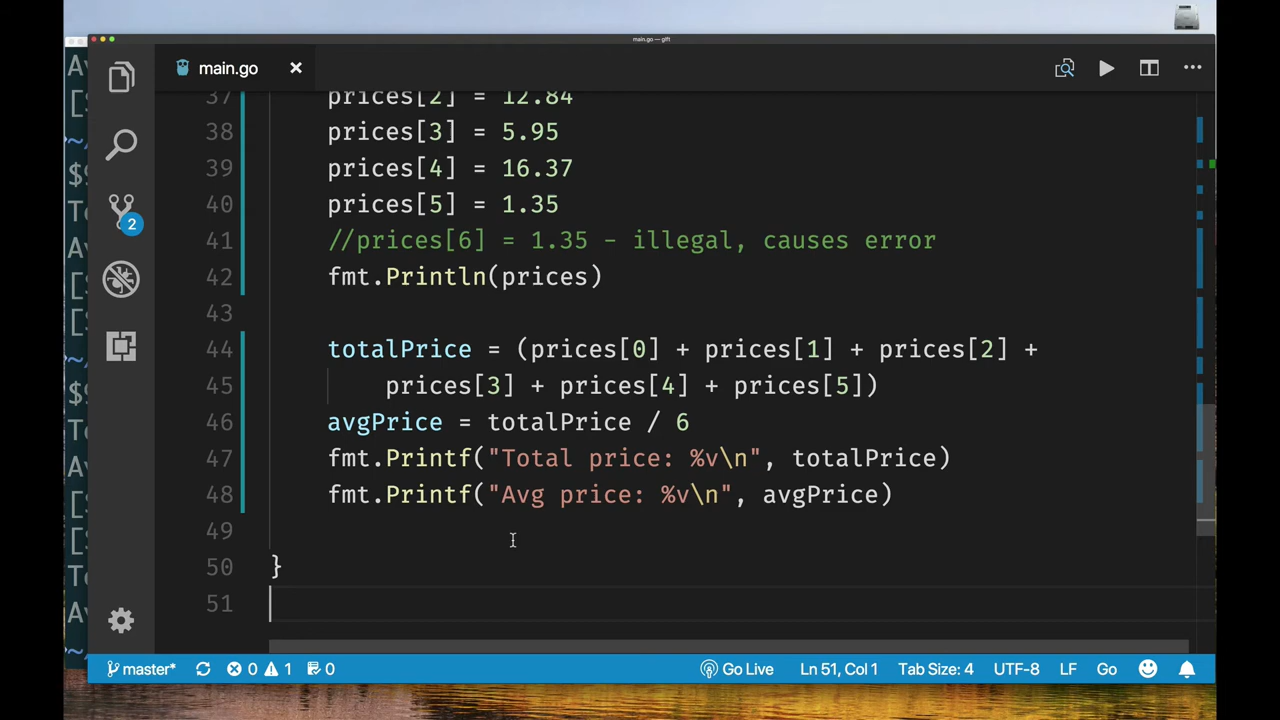 main.go — gift
main.go
37 prices[2] = 12.84
38 prices[3] = 5.95
39 prices[4] = 16.37
40 prices[5] = 1.35
41 //prices[6] = 1.35 - illegal, causes error
42 fmt.Println(prices)
43
44 totalPrice = (prices[0] + prices[1] + prices[2] +
45 prices[3] + prices[4] + prices[5])
46 avgPrice = totalPrice / 6
47 fmt.Printf("Total price: %v\n", totalPrice)
48 fmt.Printf("Avg price: %v\n", avgPrice)
49
50 }
51
2
master* 0 1 0 Go Live Ln 51, Col 1 Tab Size: 4 UTF-8 LF Go